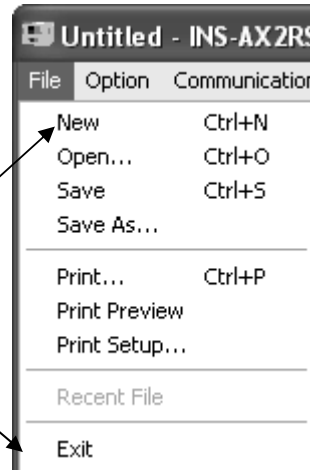 Untitled - INS-AX2RS
File Option Communication
New Ctrl+N
Open... Ctrl+O
Save Ctrl+S
Save As...
Print... Ctrl+P
Print Preview
Print Setup...
Recent File
Exit